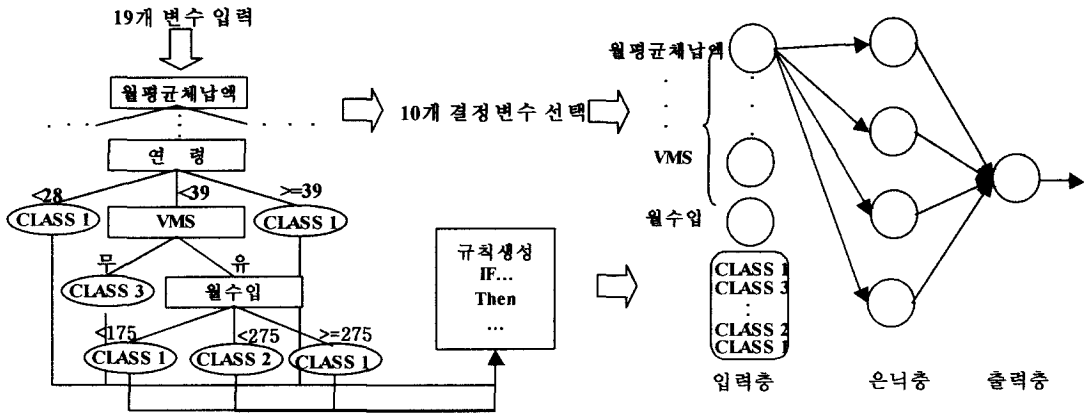 19개 변수 입력
월평균체납액
. . . . . .
연 령
<28
<39
>=39
CLASS 1
VMS
CLASS 1
무
유
CLASS 3
월수입
<175
<275
>=275
CLASS 1
CLASS 2
CLASS 1
10개 결정변수 선택
규칙생성
IF...
Then
...
월평균체납액
VMS
월수입
CLASS 1
CLASS 3
:
CLASS 2
CLASS 1
입력층
은닉층
출력층